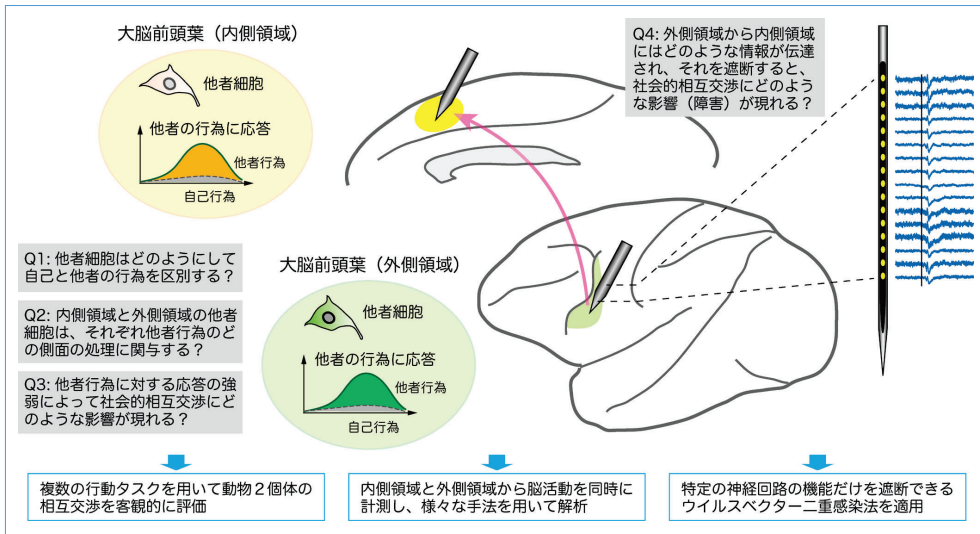 大脳前頭葉（内側領域）
他者細胞
他者の行為に応答
他者行為
自己行為
Q4: 外側領域から内側領域
にはどのような情報が伝達
され、それを遮断すると、
社会的相互交渉にどのよう
な影響（障害）が現れる？
Q1: 他者細胞はどのようにして
自己と他者の行為を区別する？
Q2: 内側領域と外側領域の他者
細胞は、それぞれ他者行為のど
の側面の処理に関与する？
Q3: 他者行為に対する応答の強
弱によって社会的相互交渉にど
のような影響が現れる？
大脳前頭葉（外側領域）
他者細胞
他者の行為に応答
他者行為
自己行為
複数の行動タスクを用いて動物２個体の
相互交渉を客観的に評価
内側領域と外側領域から脳活動を同時に
計測し、様々な手法を用いて解析
特定の神経回路の機能だけを遮断できる
ウイルスベクター二重感染法を適用